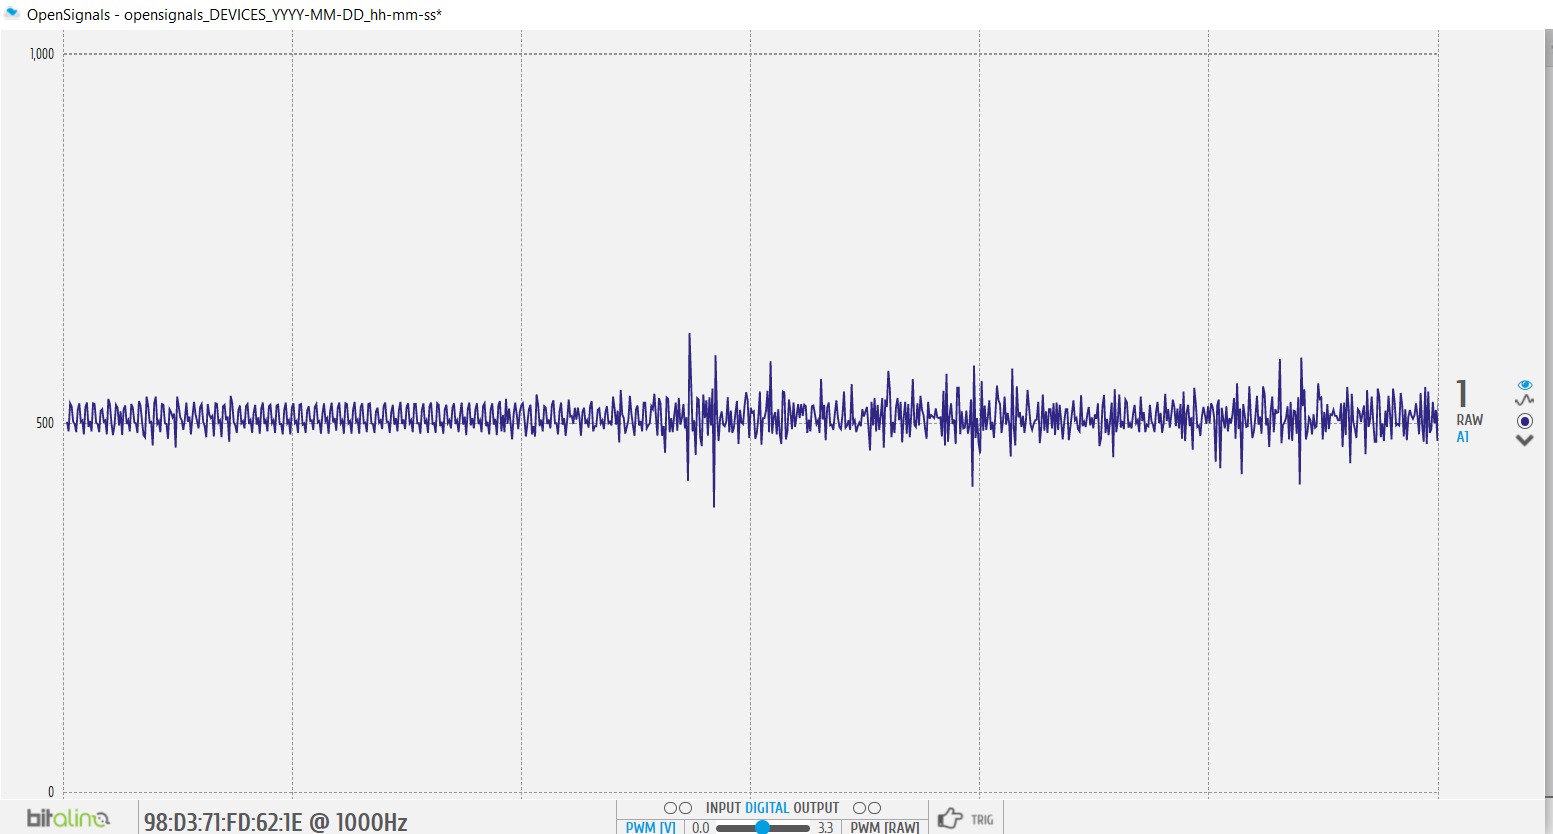 OpenSignals - opensignals_DEVICES_YYYY-MM-DD_hh-mm-ss*
1,000
500
0
1
RAW
A1
bitalino
98:D3:71:FD:62:1E @ 1000Hz
INPUT DIGITAL OUTPUT
PWM [V] 0.0 3.3 PWM [RAW]
TRIG